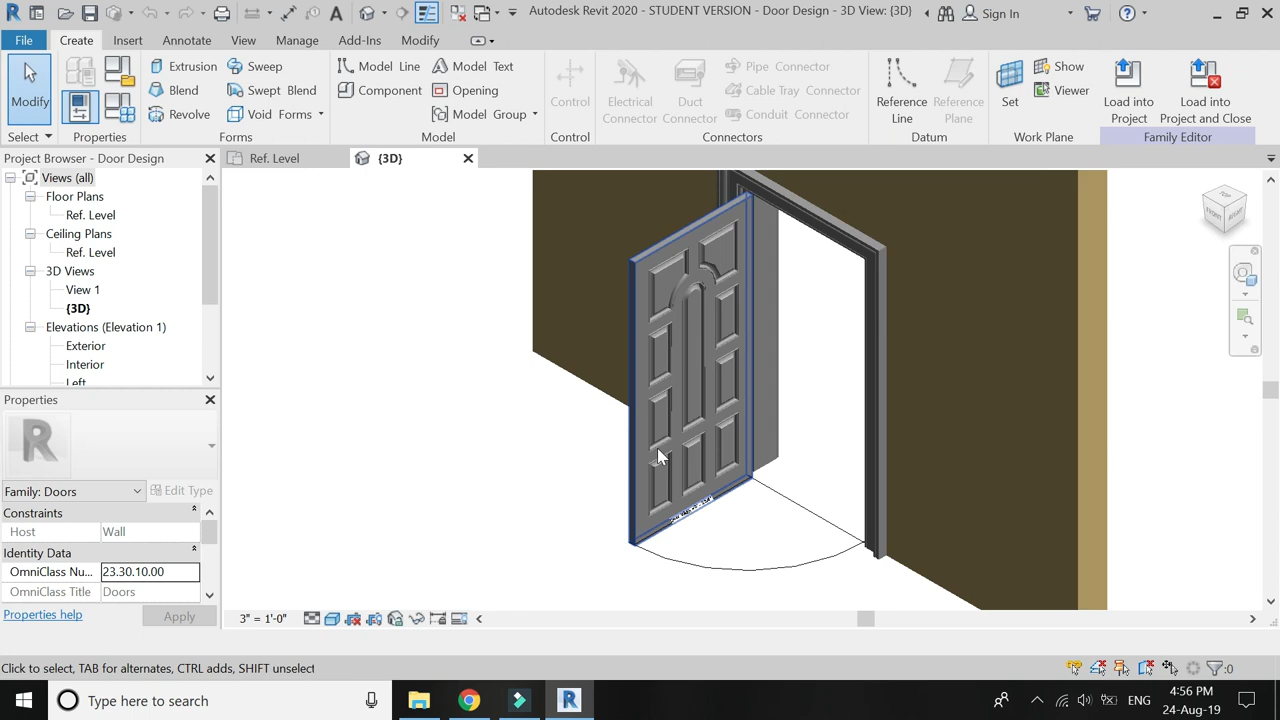 Autodesk Revit 2020 - STUDENT VERSION - Door Design - 3D View: {3D}
Sign In
File
Create
Insert
Annotate
View
Manage
Add-Ins
Modify
Modify
Select
Properties
Extrusion
Blend
Revolve
Sweep
Swept Blend
Void Forms
Forms
Model Line
Component
Model Text
Opening
Model Group
Model
Control
Control
Electrical
Connector
Duct
Connector
Pipe Connector
Cable Tray Connector
Conduit Connector
Connectors
Reference
Line
Reference
Plane
Datum
Set
Show
Viewer
Work Plane
Load into
Project
Load into
Project and Close
Family Editor
Project Browser - Door Design
Views (all)
Floor Plans
Ref. Level
Ceiling Plans
Ref. Level
3D Views
View 1
{3D}
Elevations (Elevation 1)
Exterior
Interior
Left
Ref. Level
{3D}
TOP
FRONT
RIGHT
Properties
R
Family: Doors
Edit Type
Constraints
Host
Wall
Identity Data
OmniClass Nu...
23.30.10.00
OmniClass Title
Doors
Properties help
Apply
3" = 1'-0"
Click to select, TAB for alternates, CTRL adds, SHIFT unselect
:0
Type here to search
ENG
4:56 PM
24-Aug-19